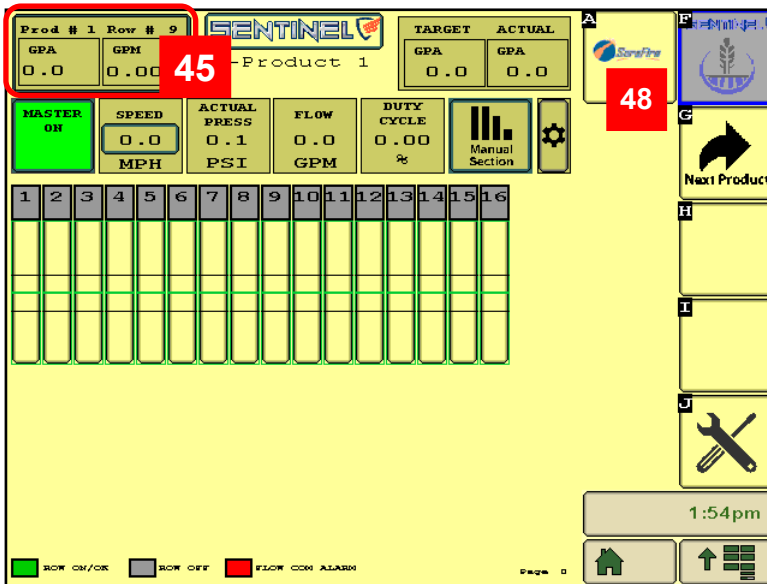 Prod # 1 Row # 9
GPA GPM
0.0 0.00
45
SENTINEL
-Product 1
TARGET ACTUAL
GPA GPA
0.0 0.0
A
SureFire
48
F
SENTINEL
MASTER
ON
SPEED
0.0
MPH
ACTUAL
PRESS
0.1
PSI
FLOW
0.0
GPM
DUTY
CYCLE
0.00
%
Manual
Section
G
Next Product
1 2 3 4 5 6 7 8 9 10 11 12 13 14 15 16
H
I
J
1:54pm
ROW ON/OK ROW OFF FLOW COM ALARM
Page 0